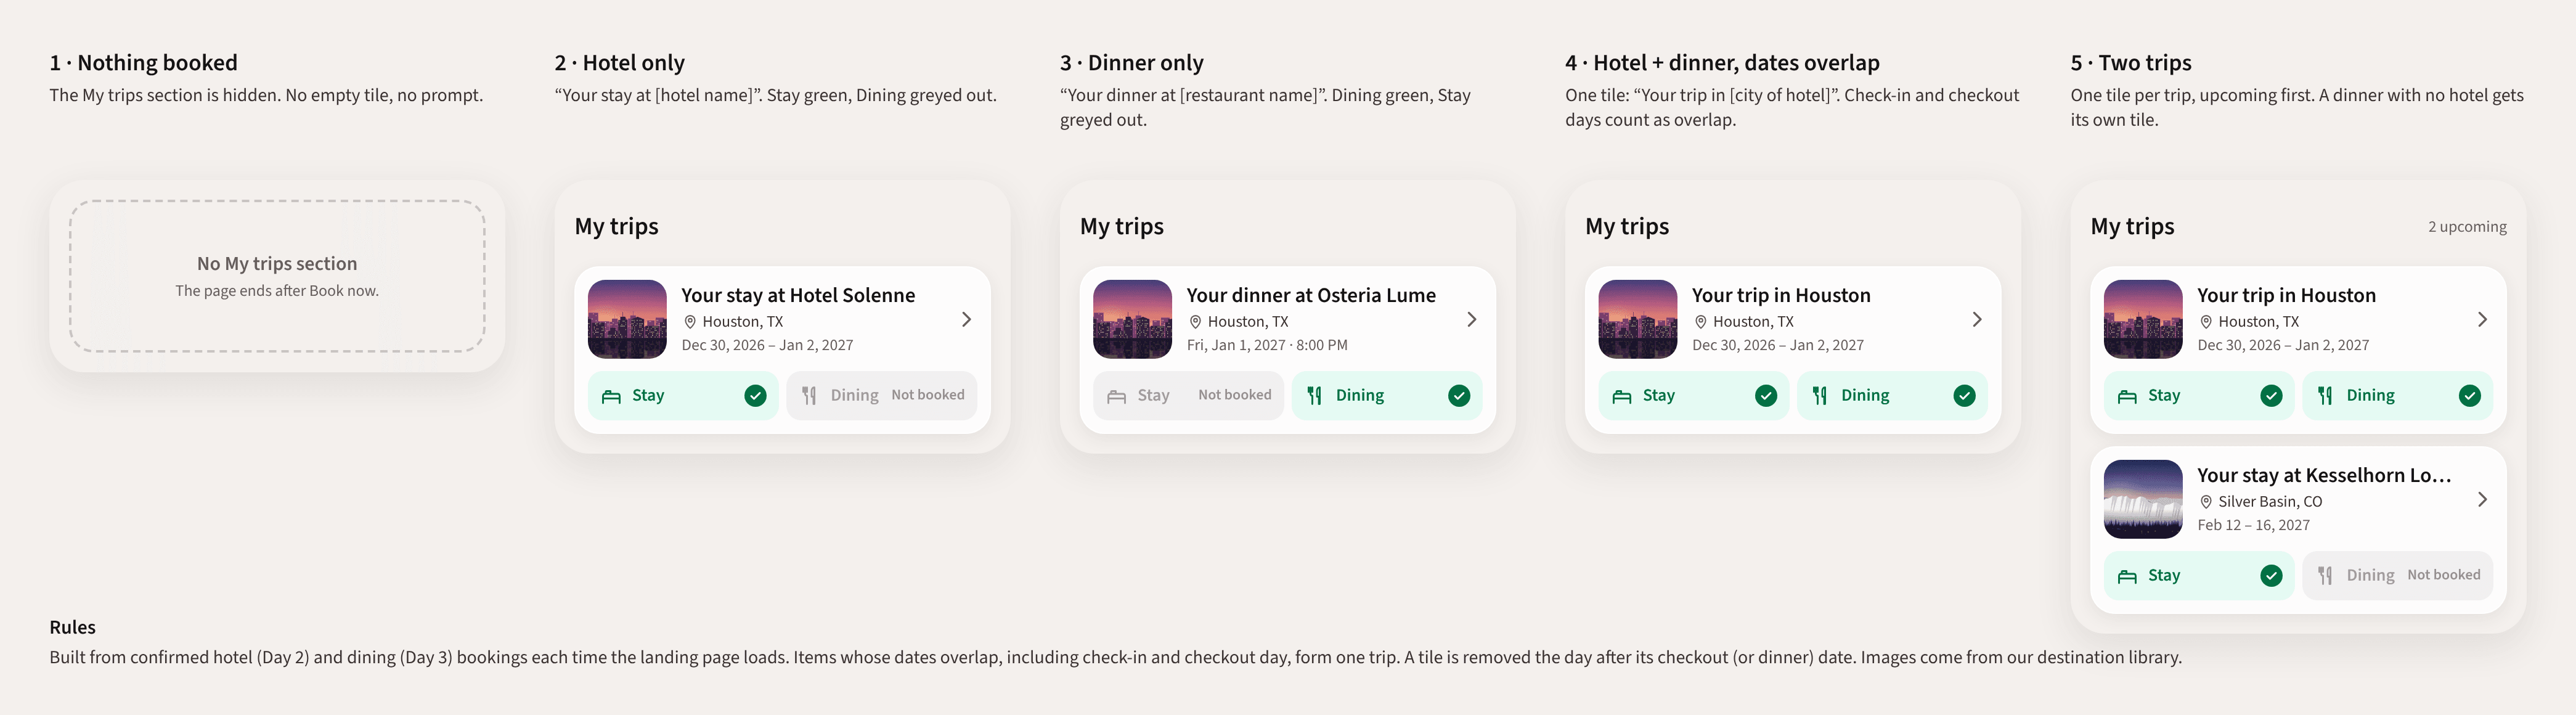 1 · Nothing booked
The My trips section is hidden. No empty tile, no prompt.
No My trips section
The page ends after Book now.
2 · Hotel only
“Your stay at [hotel name]”. Stay green, Dining greyed out.
My trips
Your stay at Hotel Solenne
Houston, TX
Dec 30, 2026 – Jan 2, 2027
Stay
Dining Not booked
3 · Dinner only
“Your dinner at [restaurant name]”. Dining green, Stay
greyed out.
My trips
Your dinner at Osteria Lume
Houston, TX
Fri, Jan 1, 2027 · 8:00 PM
Stay Not booked
Dining
4 · Hotel + dinner, dates overlap
One tile: “Your trip in [city of hotel]”. Check-in and checkout
days count as overlap.
My trips
Your trip in Houston
Houston, TX
Dec 30, 2026 – Jan 2, 2027
Stay
Dining
5 · Two trips
One tile per trip, upcoming first. A dinner with no hotel gets
its own tile.
My trips
2 upcoming
Your trip in Houston
Houston, TX
Dec 30, 2026 – Jan 2, 2027
Stay
Dining
Your stay at Kesselhorn Lo…
Silver Basin, CO
Feb 12 – 16, 2027
Stay
Dining Not booked
Rules
Built from confirmed hotel (Day 2) and dining (Day 3) bookings each time the landing page loads. Items whose dates overlap, including check-in and checkout day, form one trip. A tile is removed the day after its checkout (or dinner) date. Images come from our destination library.